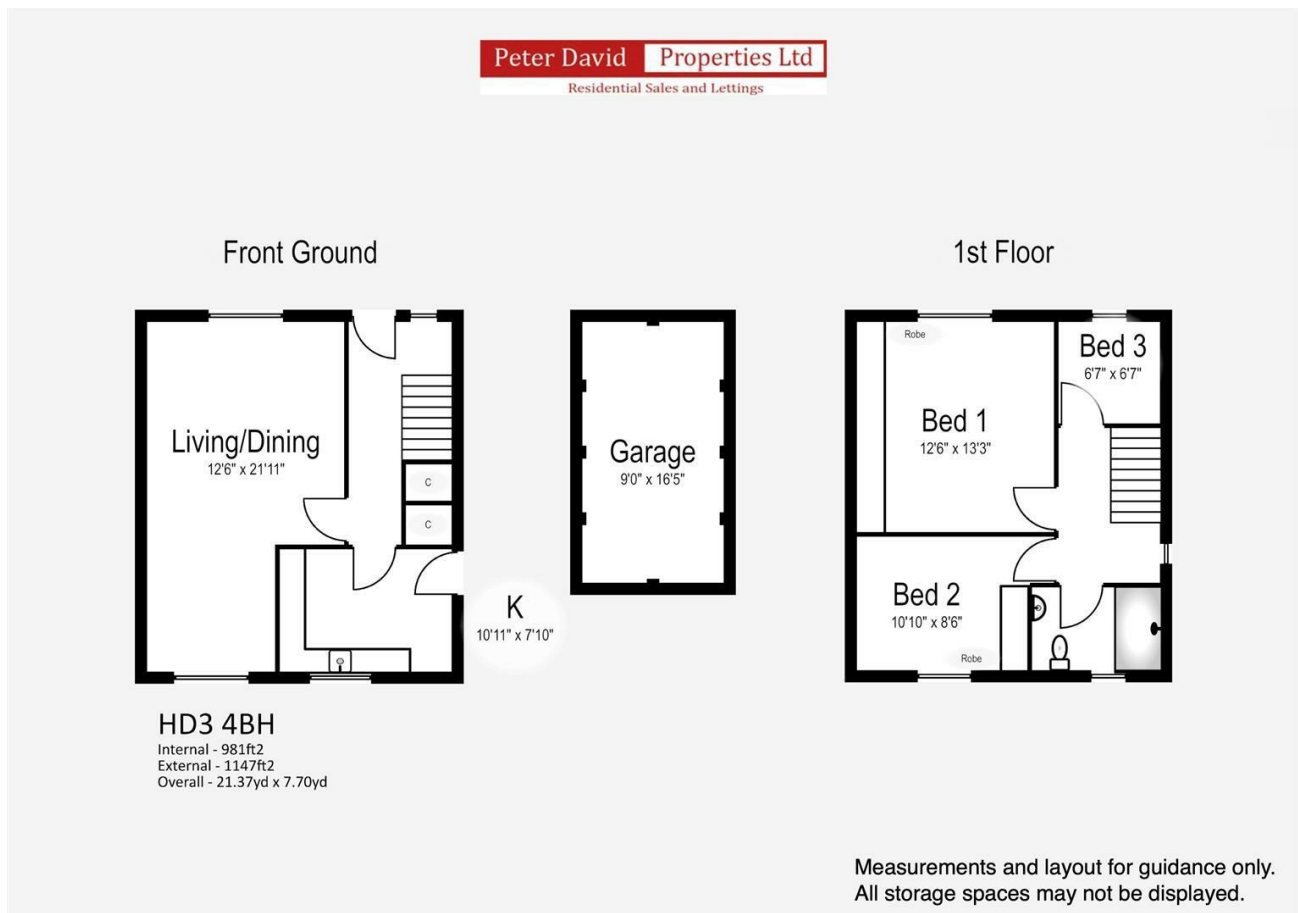 Peter David Properties Ltd
Residential Sales and Lettings
Front Ground
1st Floor
Living/Dining
12'6" x 21'11"
C
C
K
10'11" x 7'10"
Garage
9'0" x 16'5"
Robe
Bed 1
12'6" x 13'3"
Bed 3
6'7" x 6'7"
Bed 2
10'10" x 8'6"
Robe
HD3 4BH
Internal - 981ft2
External - 1147ft2
Overall - 21.37yd x 7.70yd
Measurements and layout for guidance only.
All storage spaces may not be displayed.